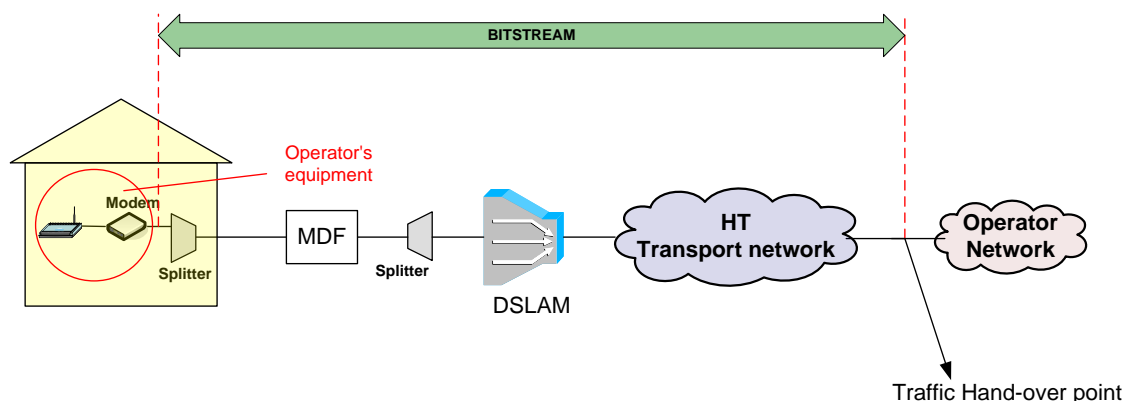 BITSTREAM
Operator's
equipment
Modem
Splitter
MDF
Splitter
DSLAM
HT
Transport network
Operator
Network
Traffic Hand-over point